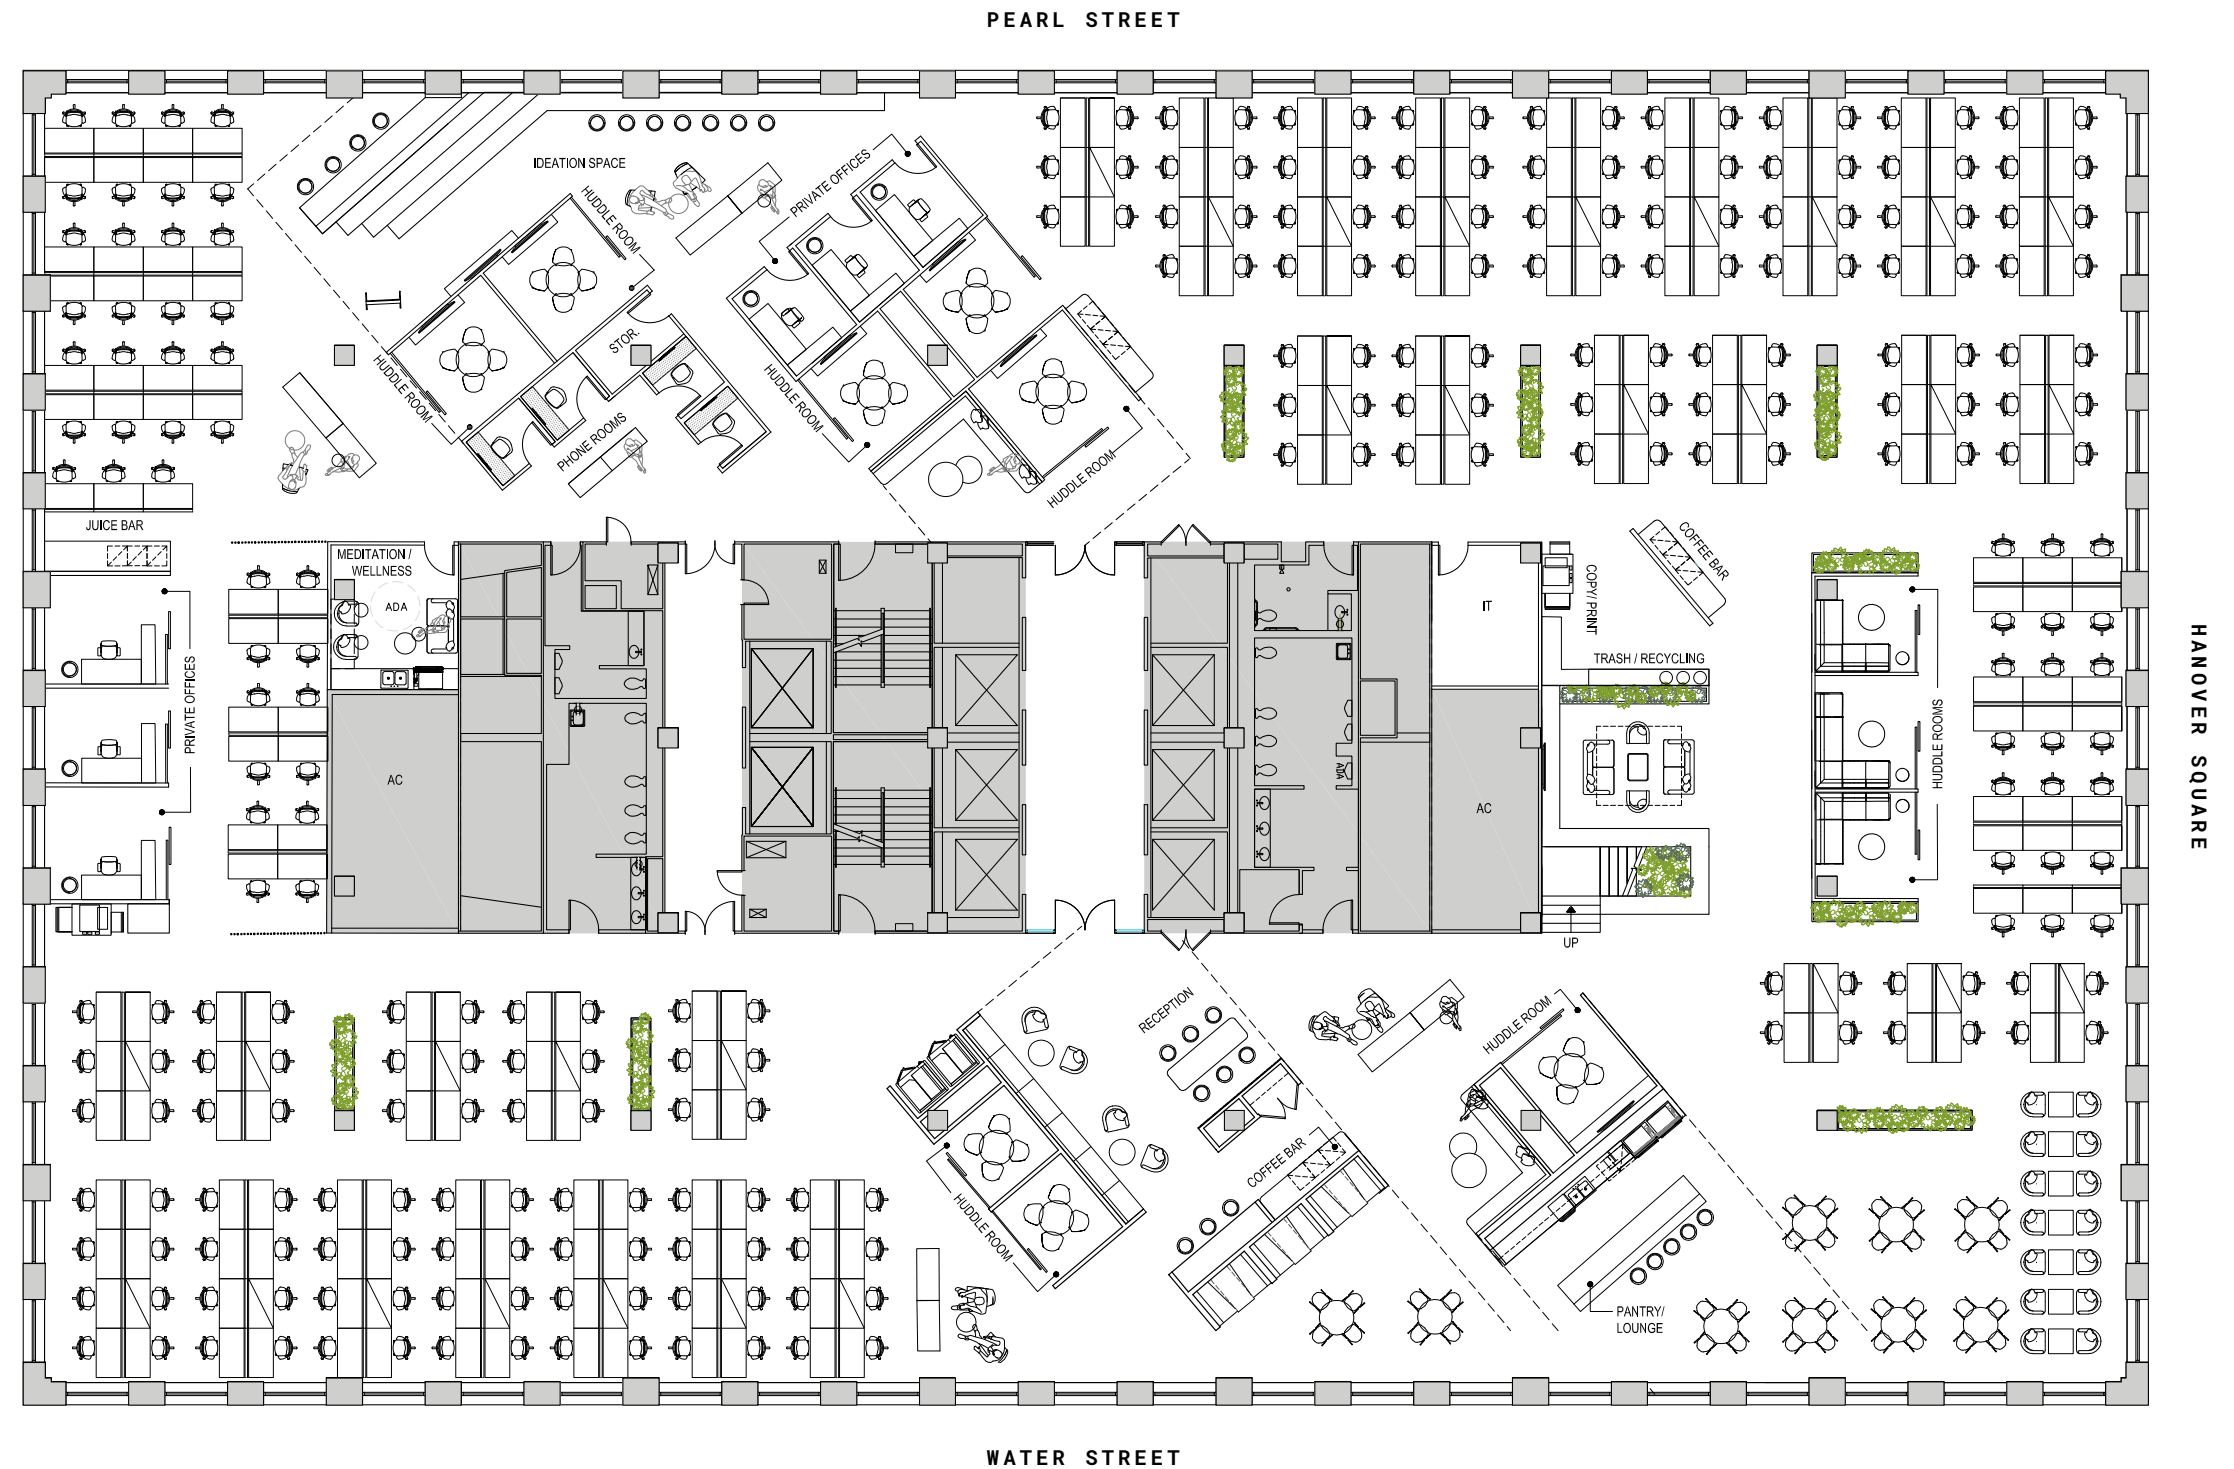 PEARL STREET
IDEATION SPACE
HUDDLE ROOM
PRIVATE OFFICES
STOR.
HUDDLE ROOM
HUDDLE ROOM
PHONE ROOMS
HUDDLE ROOM
JUICE BAR
MEDITATION /
WELLNESS
ADA
COFFEE BAR
COPY/ PRINT
IT
TRASH / RECYCLING
PRIVATE OFFICES
HUDDLE ROOMS
HANOVER SQUARE
AC
ADA
AC
UP
RECEPTION
HUDDLE ROOM
COFFEE BAR
HUDDLE ROOM
PANTRY/
LOUNGE
WATER STREET